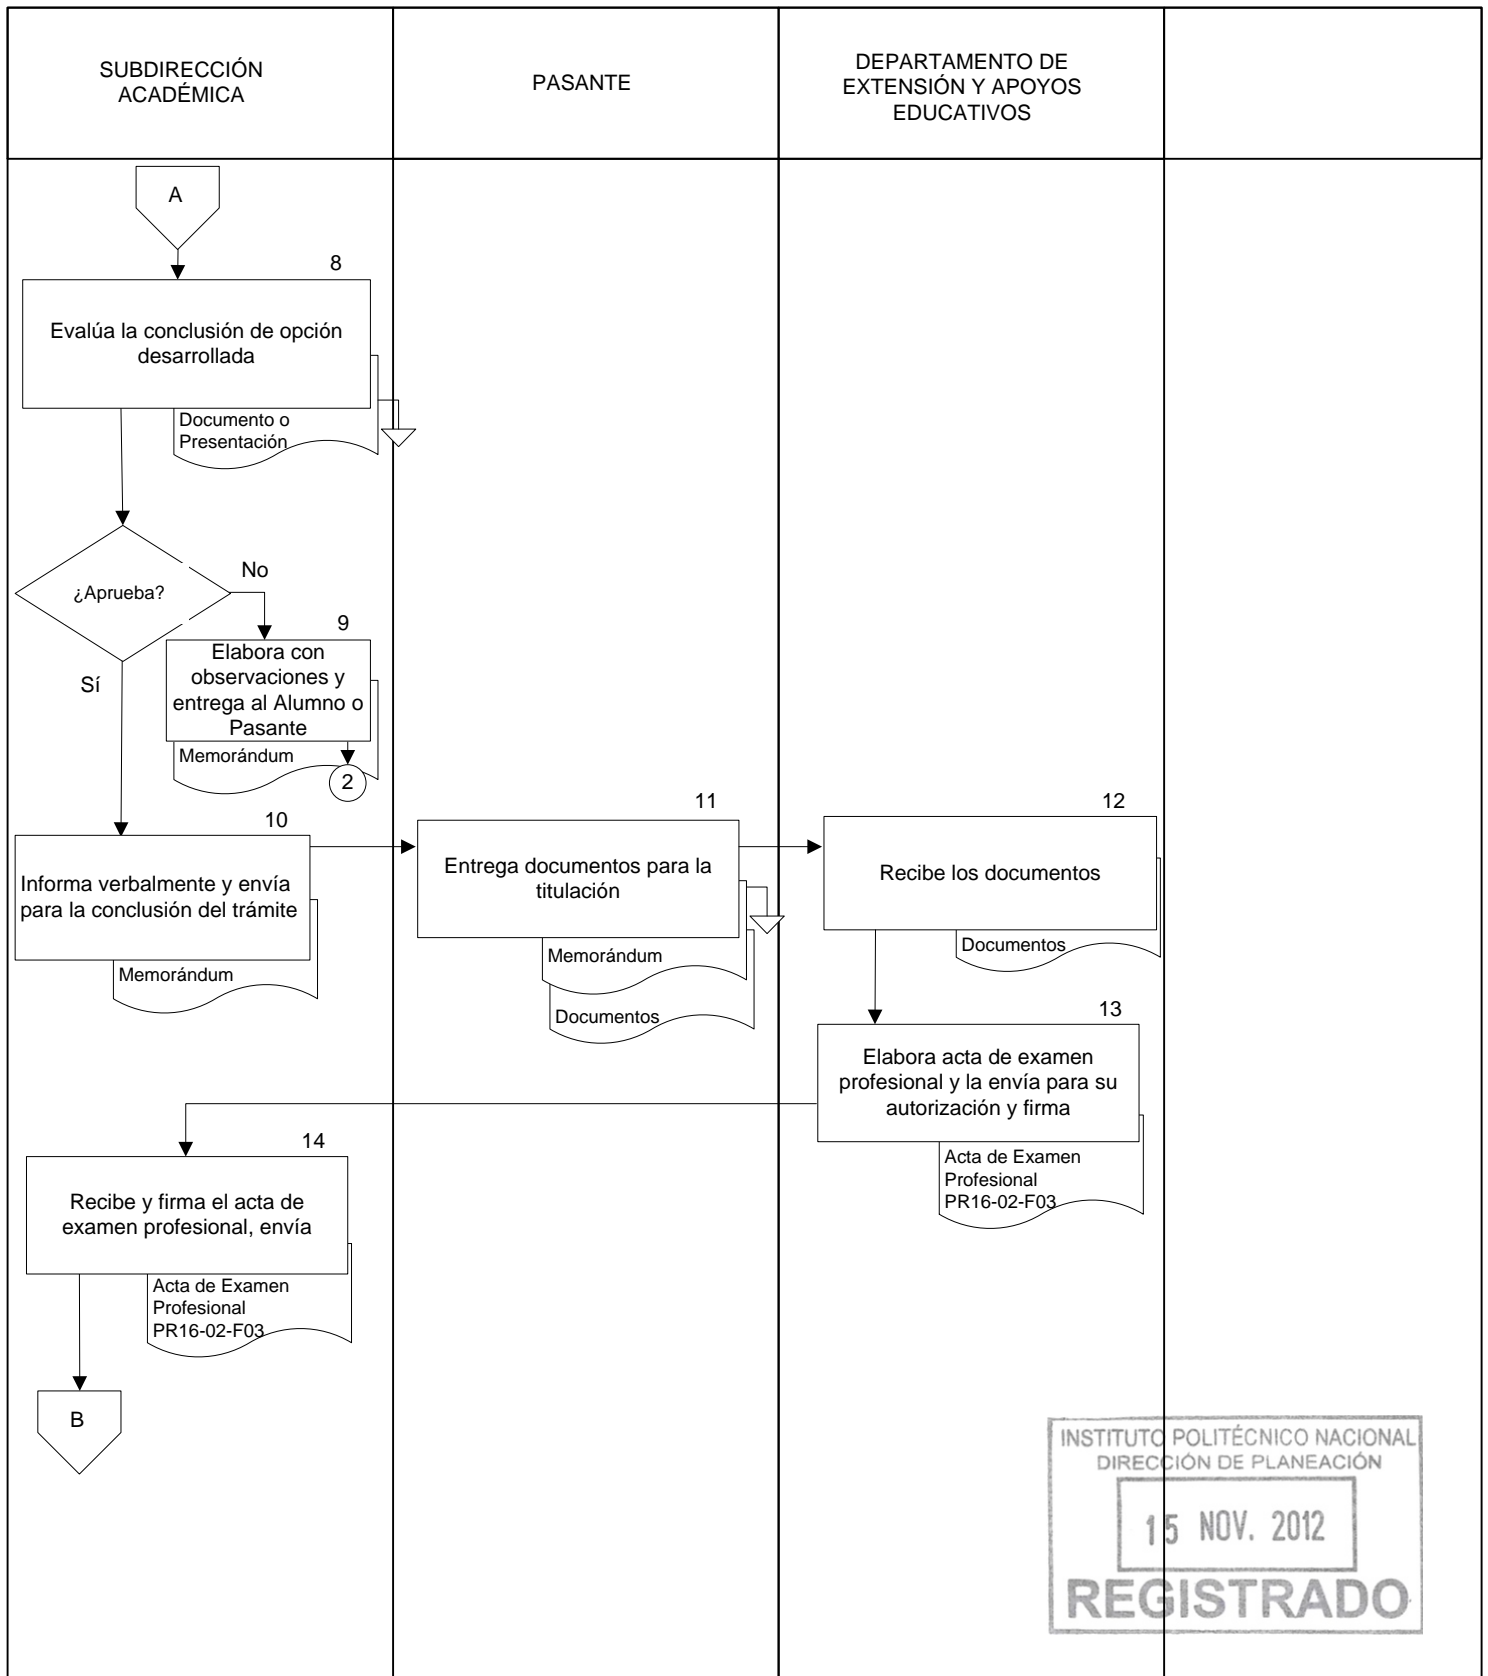 SUBDIRECCIÓN
ACADÉMICA
PASANTE
DEPARTAMENTO DE
EXTENSIÓN Y APOYOS
EDUCATIVOS
A
8
Evalúa la conclusión de opción
desarrollada
Documento o
Presentación
¿Aprueba?
No
Sí
9
Elabora con
observaciones y
entrega al Alumno o
Pasante
Memorándum
2
10
Informa verbalmente y envía
para la conclusión del trámite
Memorándum
11
Entrega documentos para la
titulación
Memorándum
Documentos
12
Recibe los documentos
Documentos
13
Elabora acta de examen
profesional y la envía para su
autorización y firma
Acta de Examen
Profesional
PR16-02-F03
14
Recibe y firma el acta de
examen profesional, envía
Acta de Examen
Profesional
PR16-02-F03
B
INSTITUTO POLITÉCNICO NACIONAL
DIRECCIÓN DE PLANEACIÓN
15 NOV. 2012
REGISTRADO